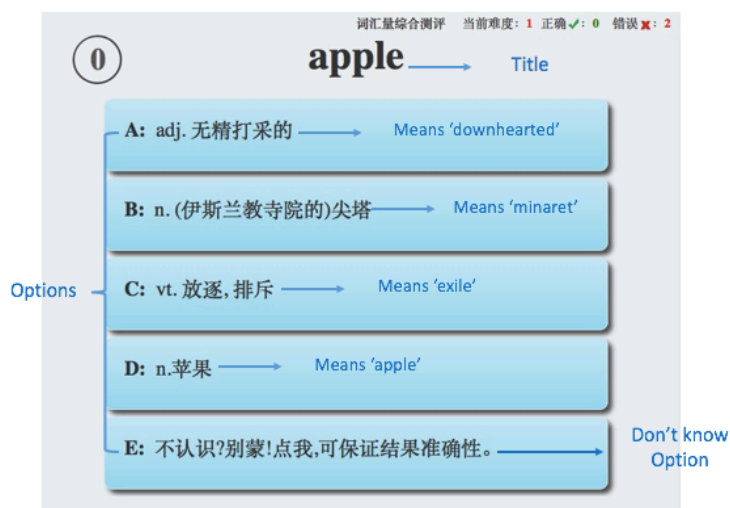 词汇量综合测评 当前难度: 1 正确✓: 0 错误✗: 2
0
apple
Title
A: adj. 无精打采的
Means ‘downhearted’
B: n. (伊斯兰教寺院的)尖塔
Means ‘minaret’
Options
C: vt. 放逐, 排斥
Means ‘exile’
D: n.苹果
Means ‘apple’
E: 不认识?别蒙!点我,可保证结果准确性。
Don’t know
Option